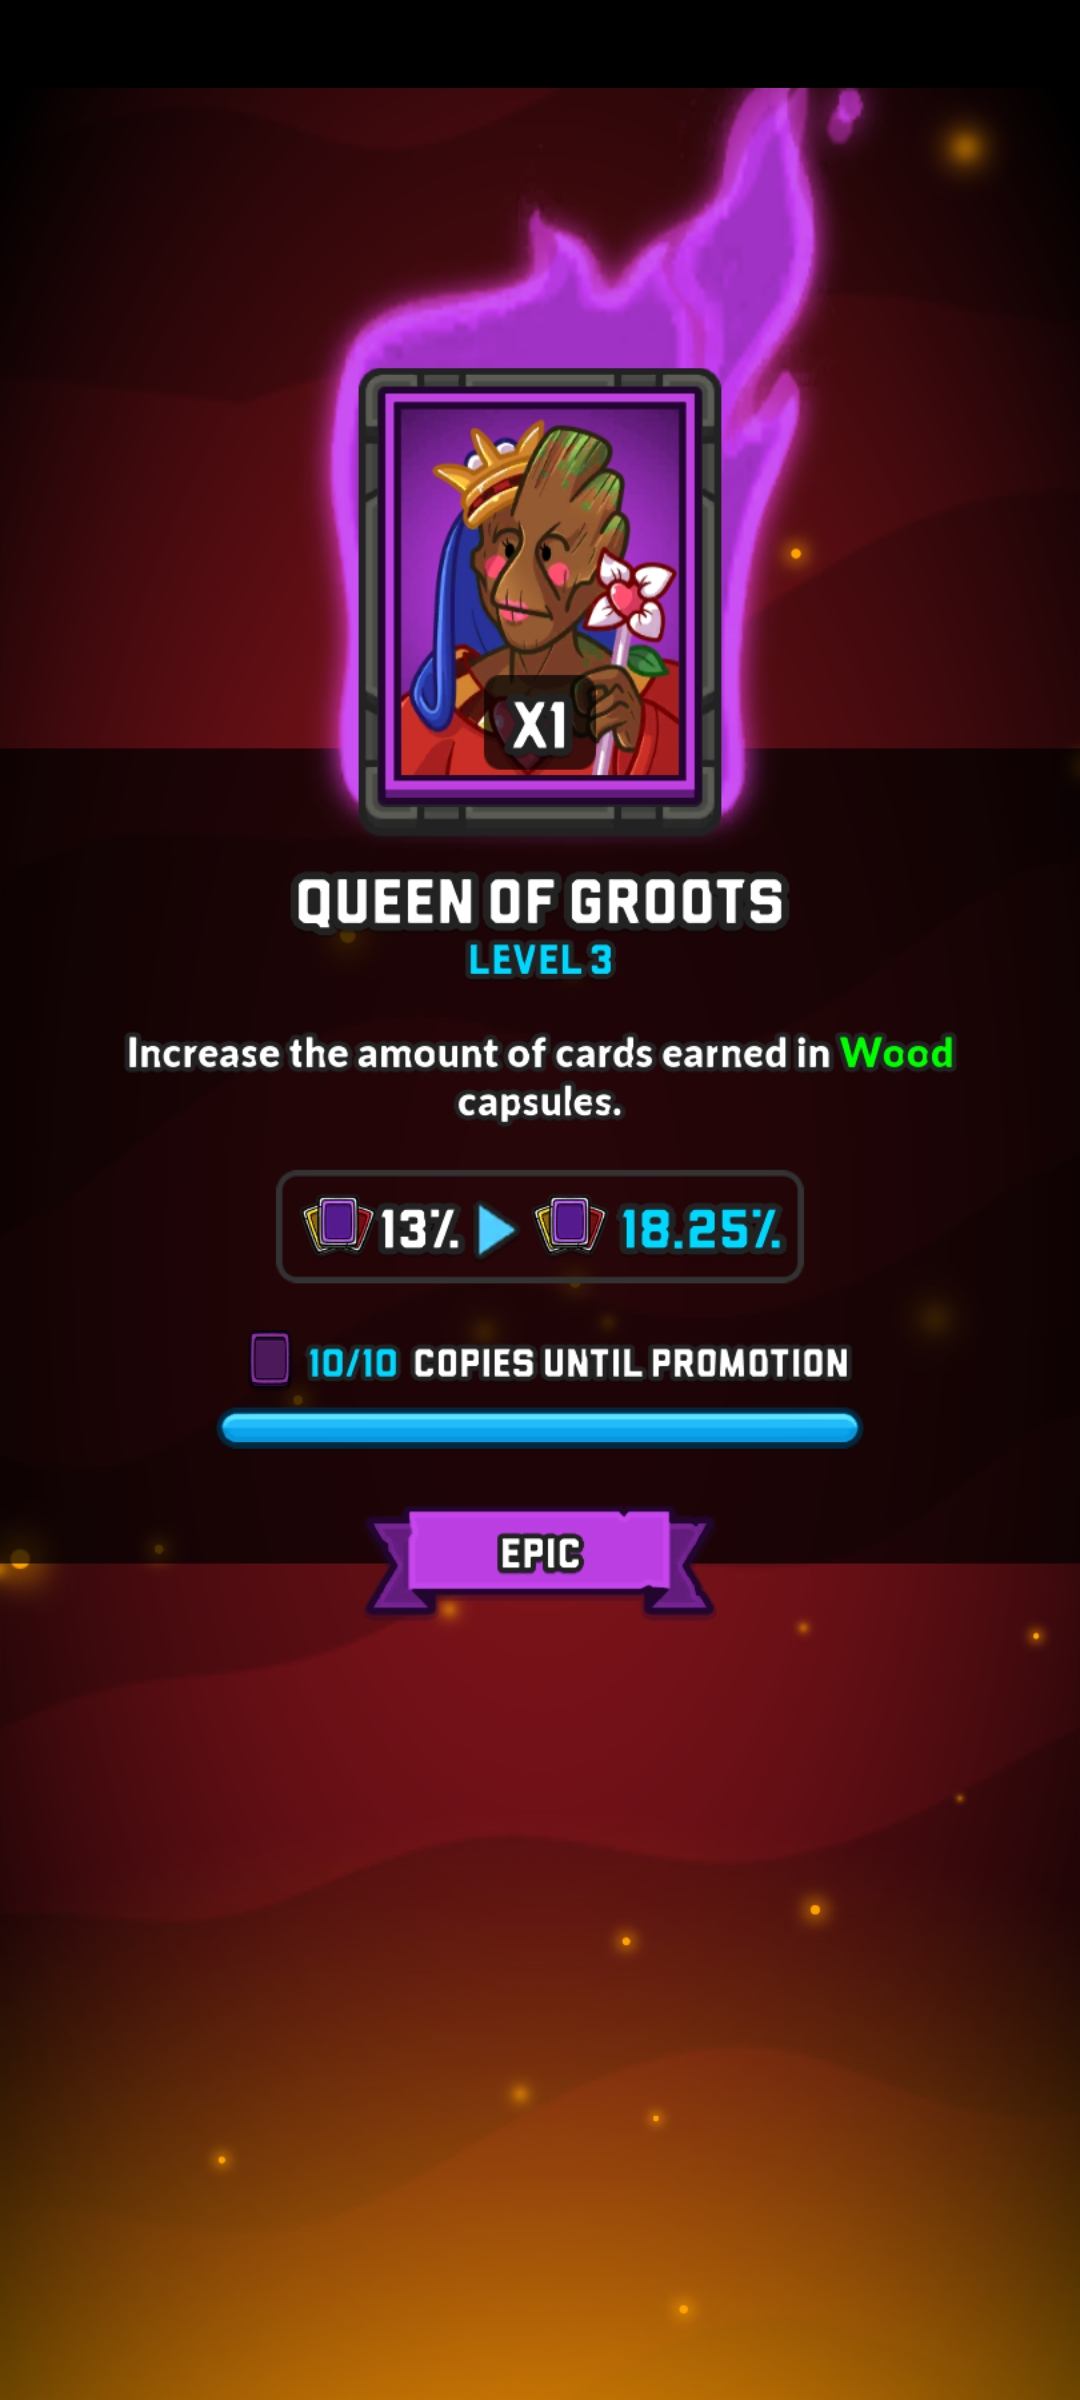 X1
QUEEN OF GROOTS
LEVEL 3
Increase the amount of cards earned in Wood
capsules.
13% 18.25%
10/10 COPIES UNTIL PROMOTION
EPIC